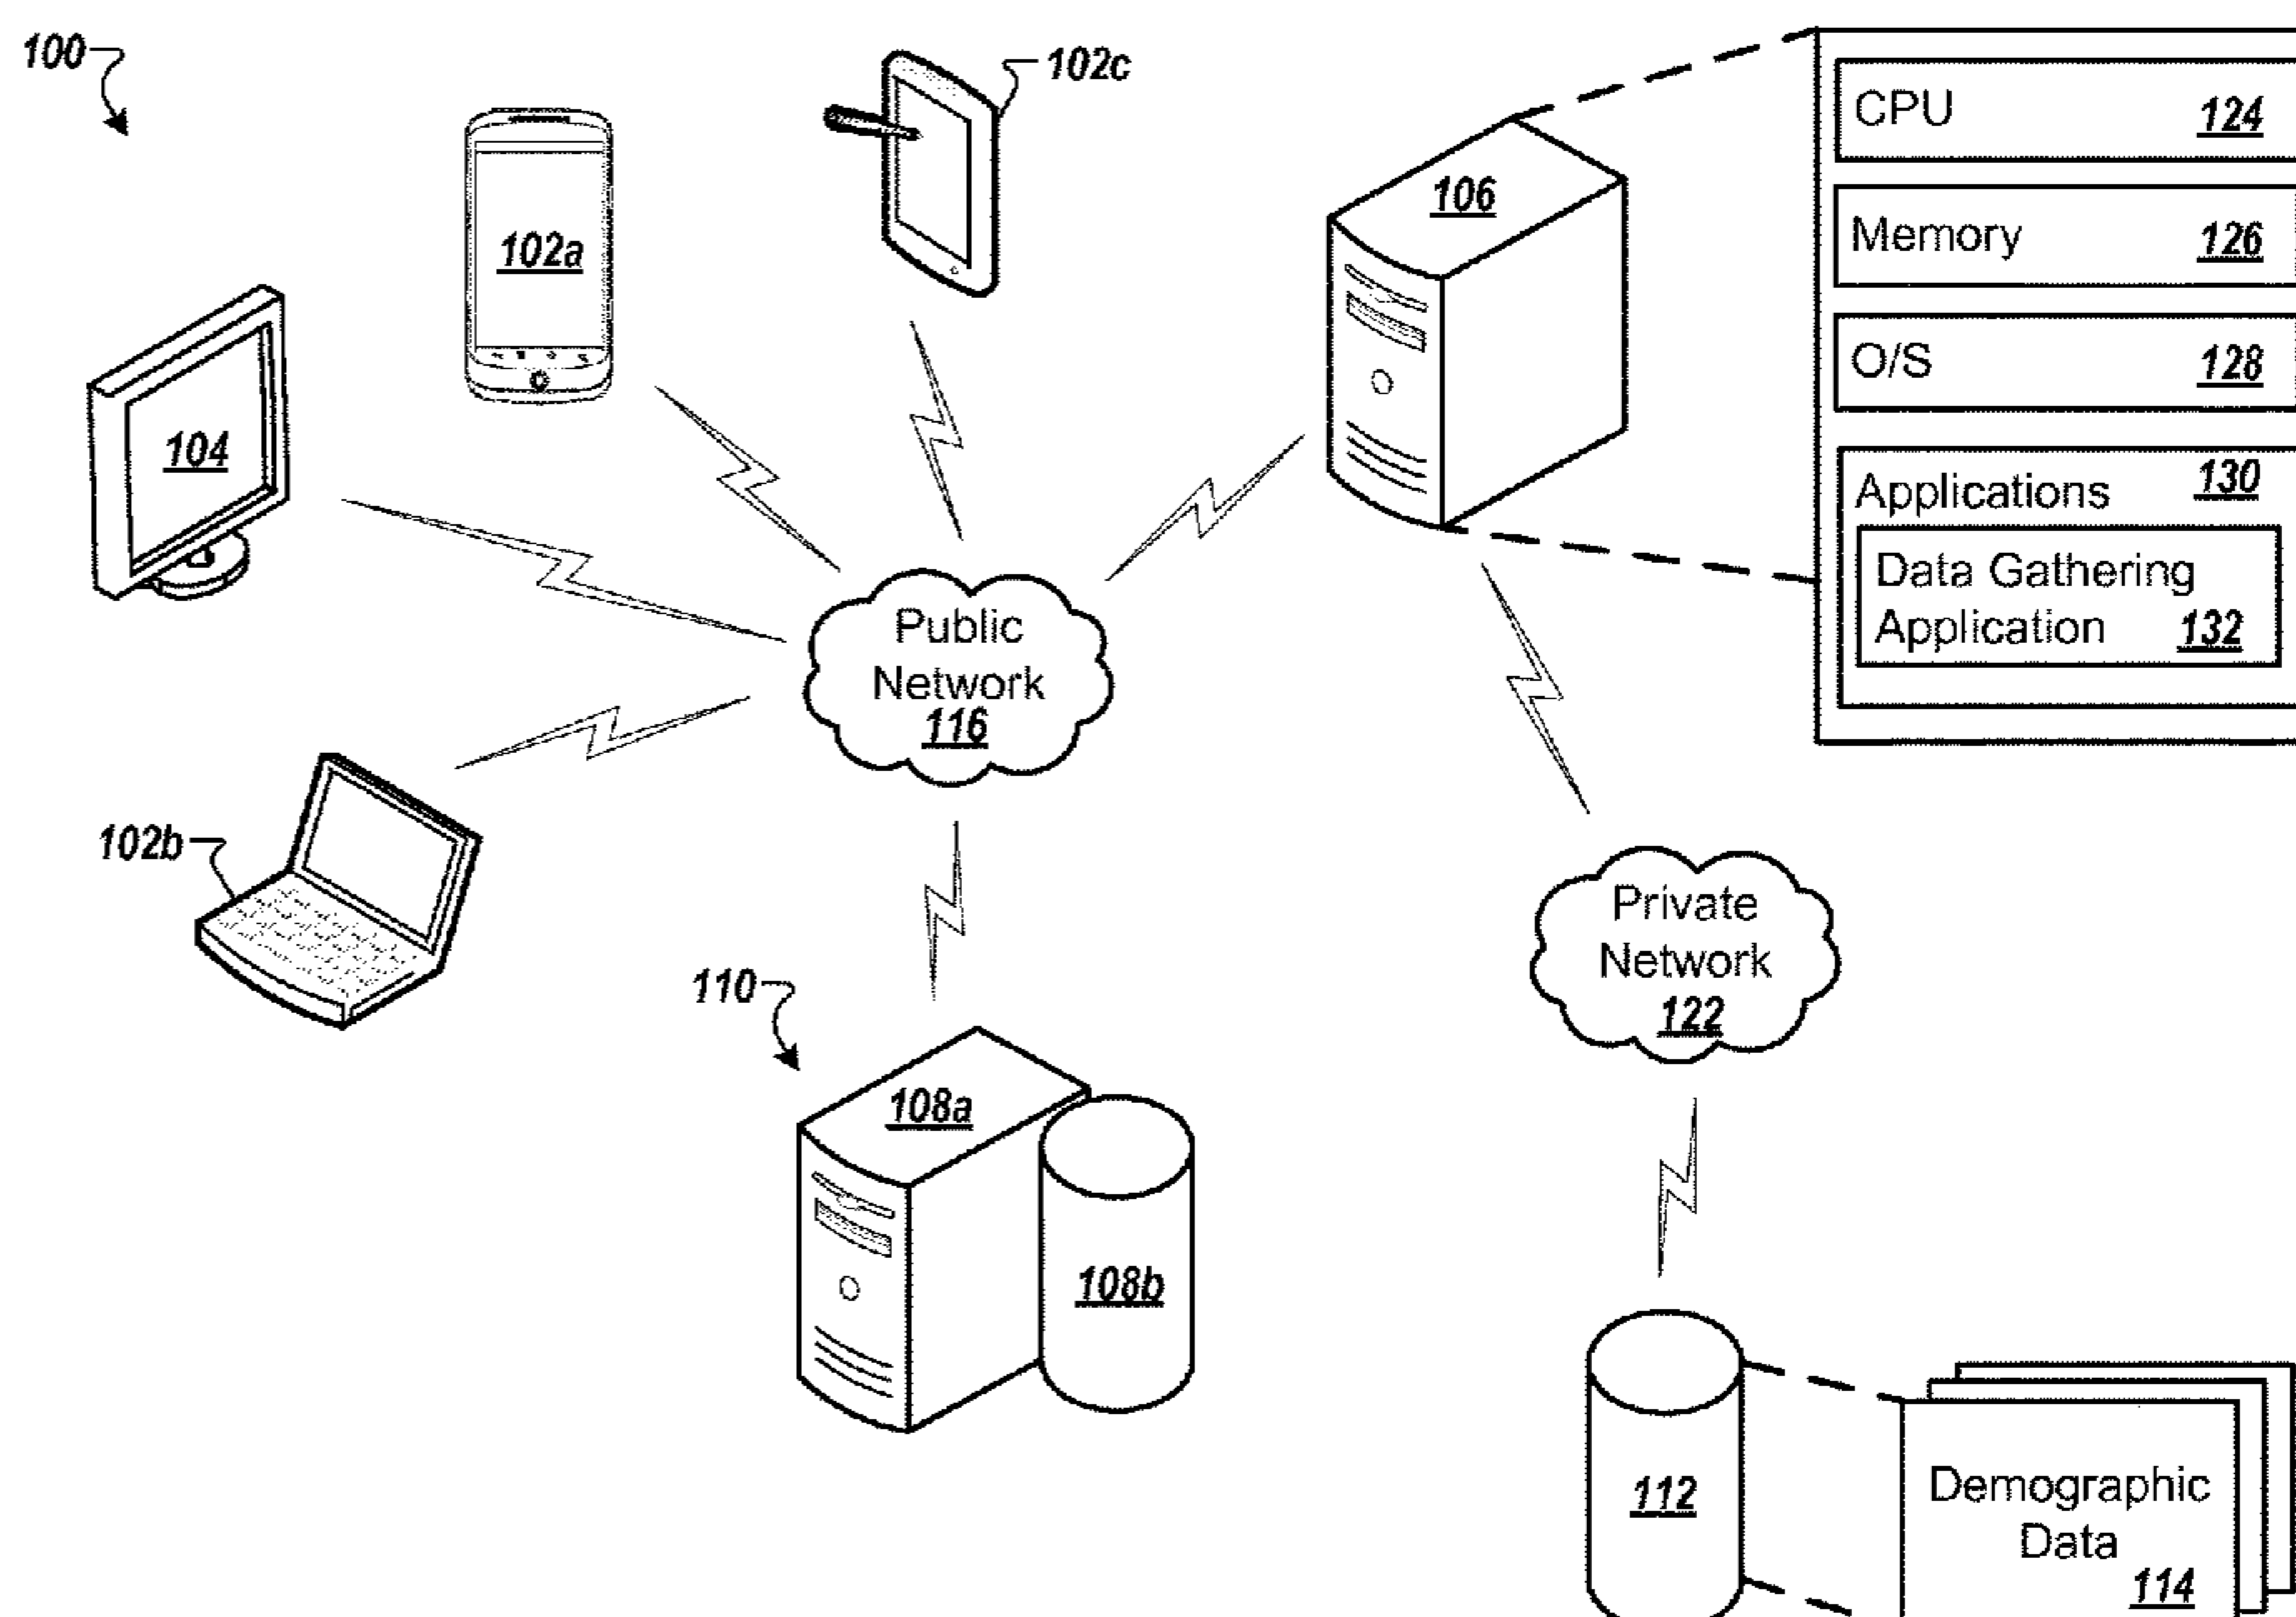 100
102c
102a
106
CPU 124
Memory 126
O/S 128
Applications 130
Data Gathering
Application 132
104
Public
Network
116
102b
Private
Network
122
110
108a
108b
112
Demographic
Data
114